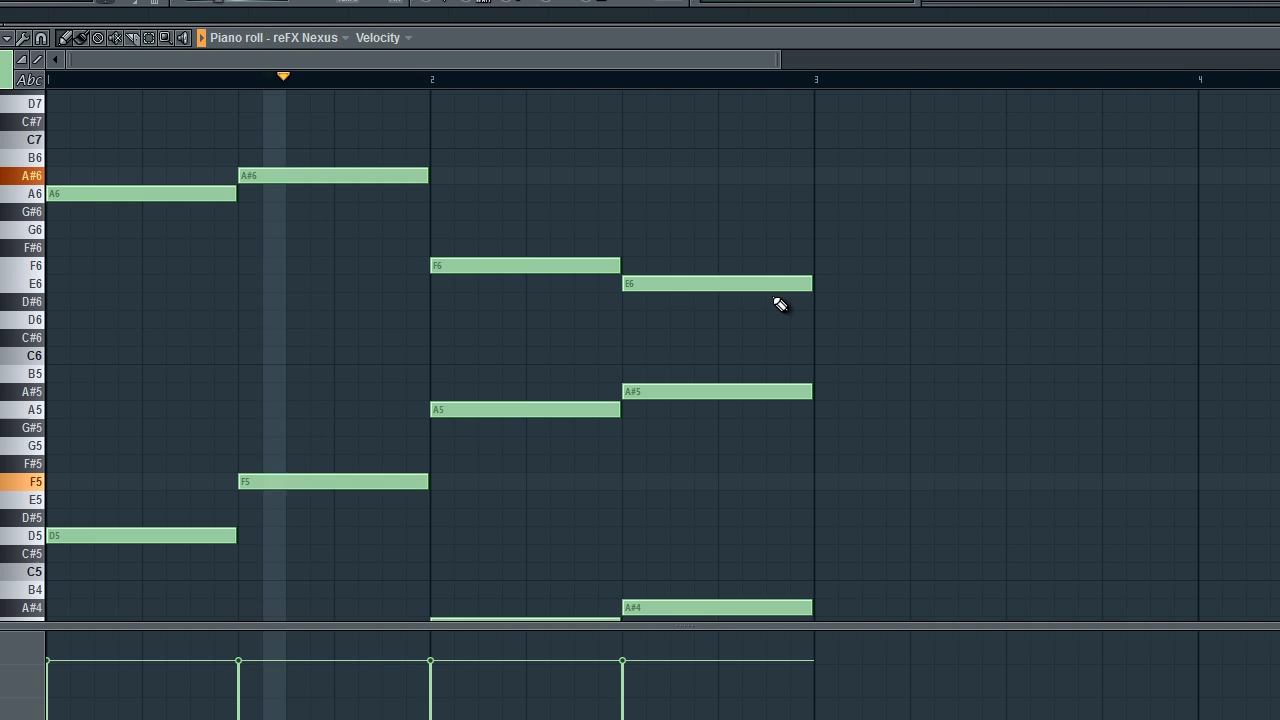 Piano roll - reFX Nexus Velocity
Abc 1 2 3 4
D7
C#7
C7
B6
A#6 A#6
A6 A6
G#6
G6
F#6
F6 F6
E6 E6
D#6
D6
C#6
C6
B5
A#5 A#5
A5 A5
G#5
G5
F#5
F5 F5
E5
D#5
D5 D5
C#5
C5
B4
A#4 A#4